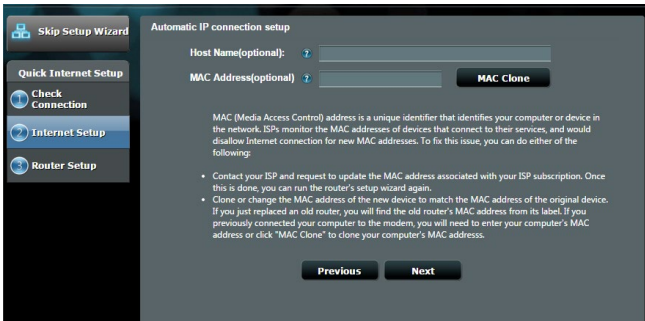 Skip Setup Wizard
Quick Internet Setup
1 Check
Connection
2 Internet Setup
3 Router Setup
Automatic IP connection setup
Host Name(optional): ?
MAC Address(optional) ? MAC Clone
MAC (Media Access Control) address is a unique identifier that identifies your computer or device in
the network. ISPs monitor the MAC addresses of devices that connect to their services, and would
disallow Internet connection for new MAC addresses. To fix this issue, you can do either of the
following:
• Contact your ISP and request to update the MAC address associated with your ISP subscription. Once
this is done, you can run the router's setup wizard again.
• Clone or change the MAC address of the new device to match the MAC address of the original device.
If you just replaced an old router, you will find the old router's MAC address from its label. If you
previously connected your computer to the modem, you will need to enter your computer's MAC
address or click "MAC Clone" to clone your computer's MAC addresss.
Previous Next